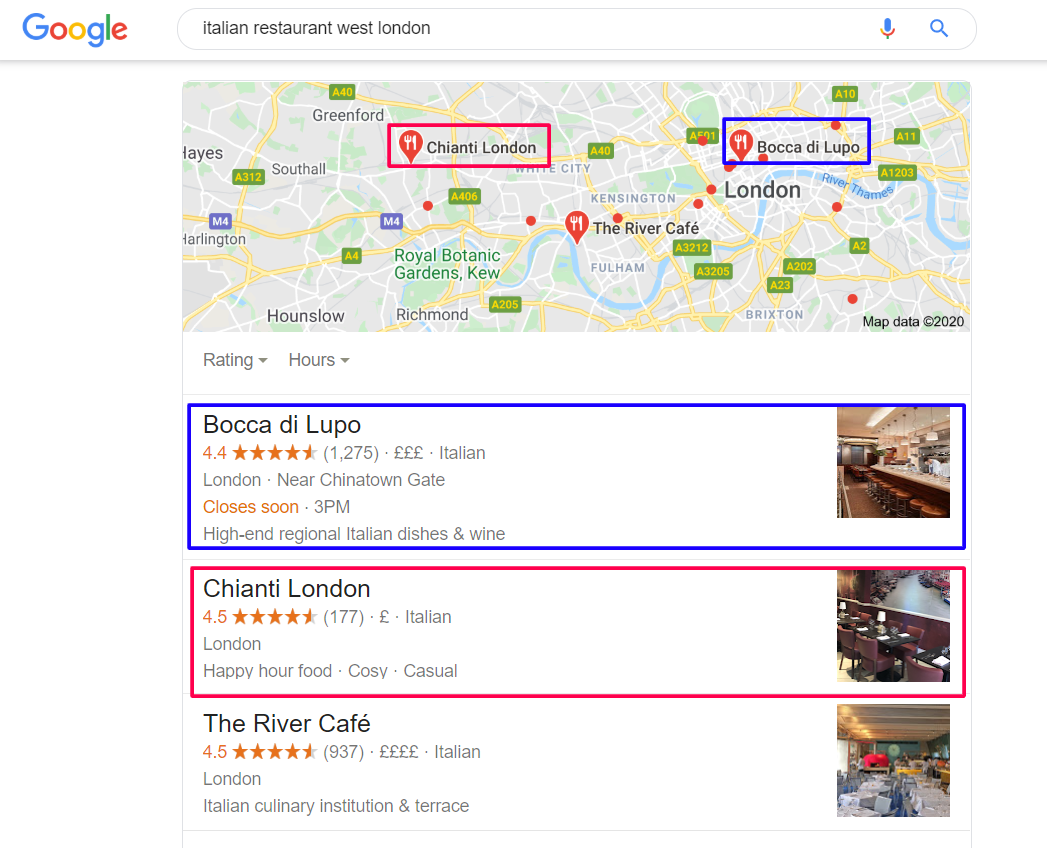 Google
italian restaurant west london
A40
A10
Greenford
Chianti London
A501
Bocca di Lupo
A11
Hayes
A40
Southall
WHITE CITY
A312
A1203
A406
KENSINGTON
London
River Thames
M4
M4
The River Café
Harlington
A4
Royal Botanic
Gardens, Kew
A3212
A2
FULHAM
A3205
A202
A23
A205
Hounslow
Richmond
BRIXTON
Map data ©2020
Rating
Hours
Bocca di Lupo
4.4 (1,275) · £££ · Italian
London · Near Chinatown Gate
Closes soon · 3PM
High-end regional Italian dishes & wine
Chianti London
4.5 (177) · £ · Italian
London
Happy hour food · Cosy · Casual
The River Café
4.5 (937) · ££££ · Italian
London
Italian culinary institution & terrace